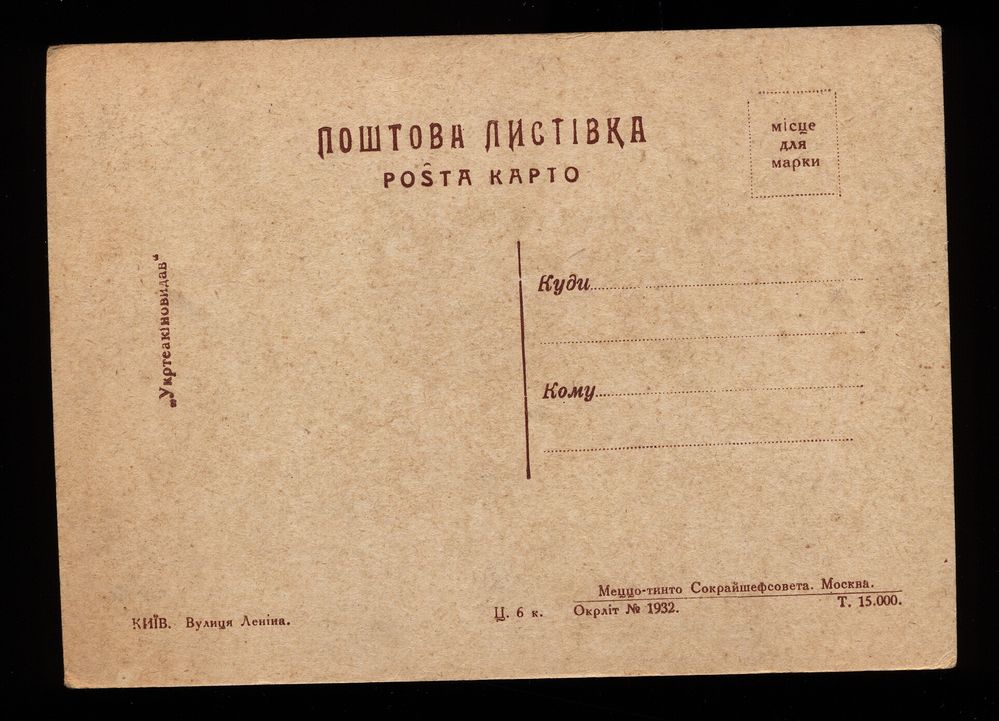 ПОШТОВА ЛИСТІВКА
POŜTA КАРТО
місце
для
марки
„Укртеакіновидав“
Куди
Кому
Меццо-тинто Сокрайшефсовета. Москва.
КИЇВ. Вулиця Леніна.
Ц. 6 к. Окрліт № 1932. Т. 15.000.